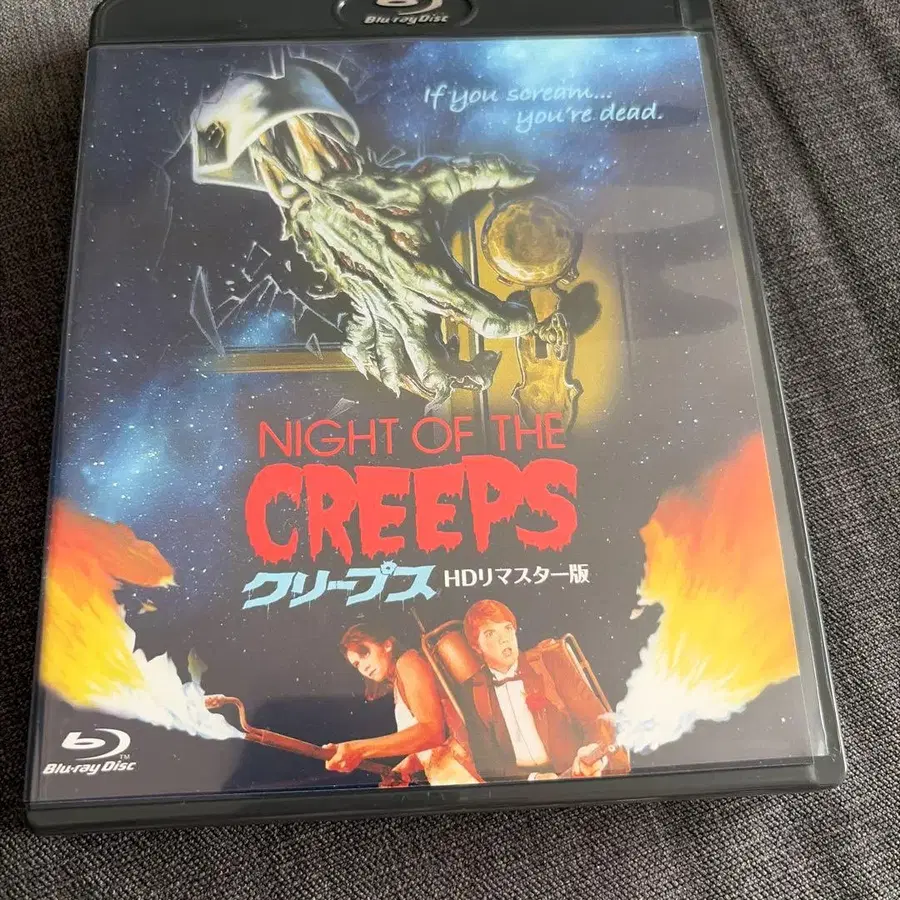 Blu-ray Disc
If you scream...
you're dead.
NIGHT OF THE
CREEPS
クリープス HDリマスター版
Blu-ray Disc™